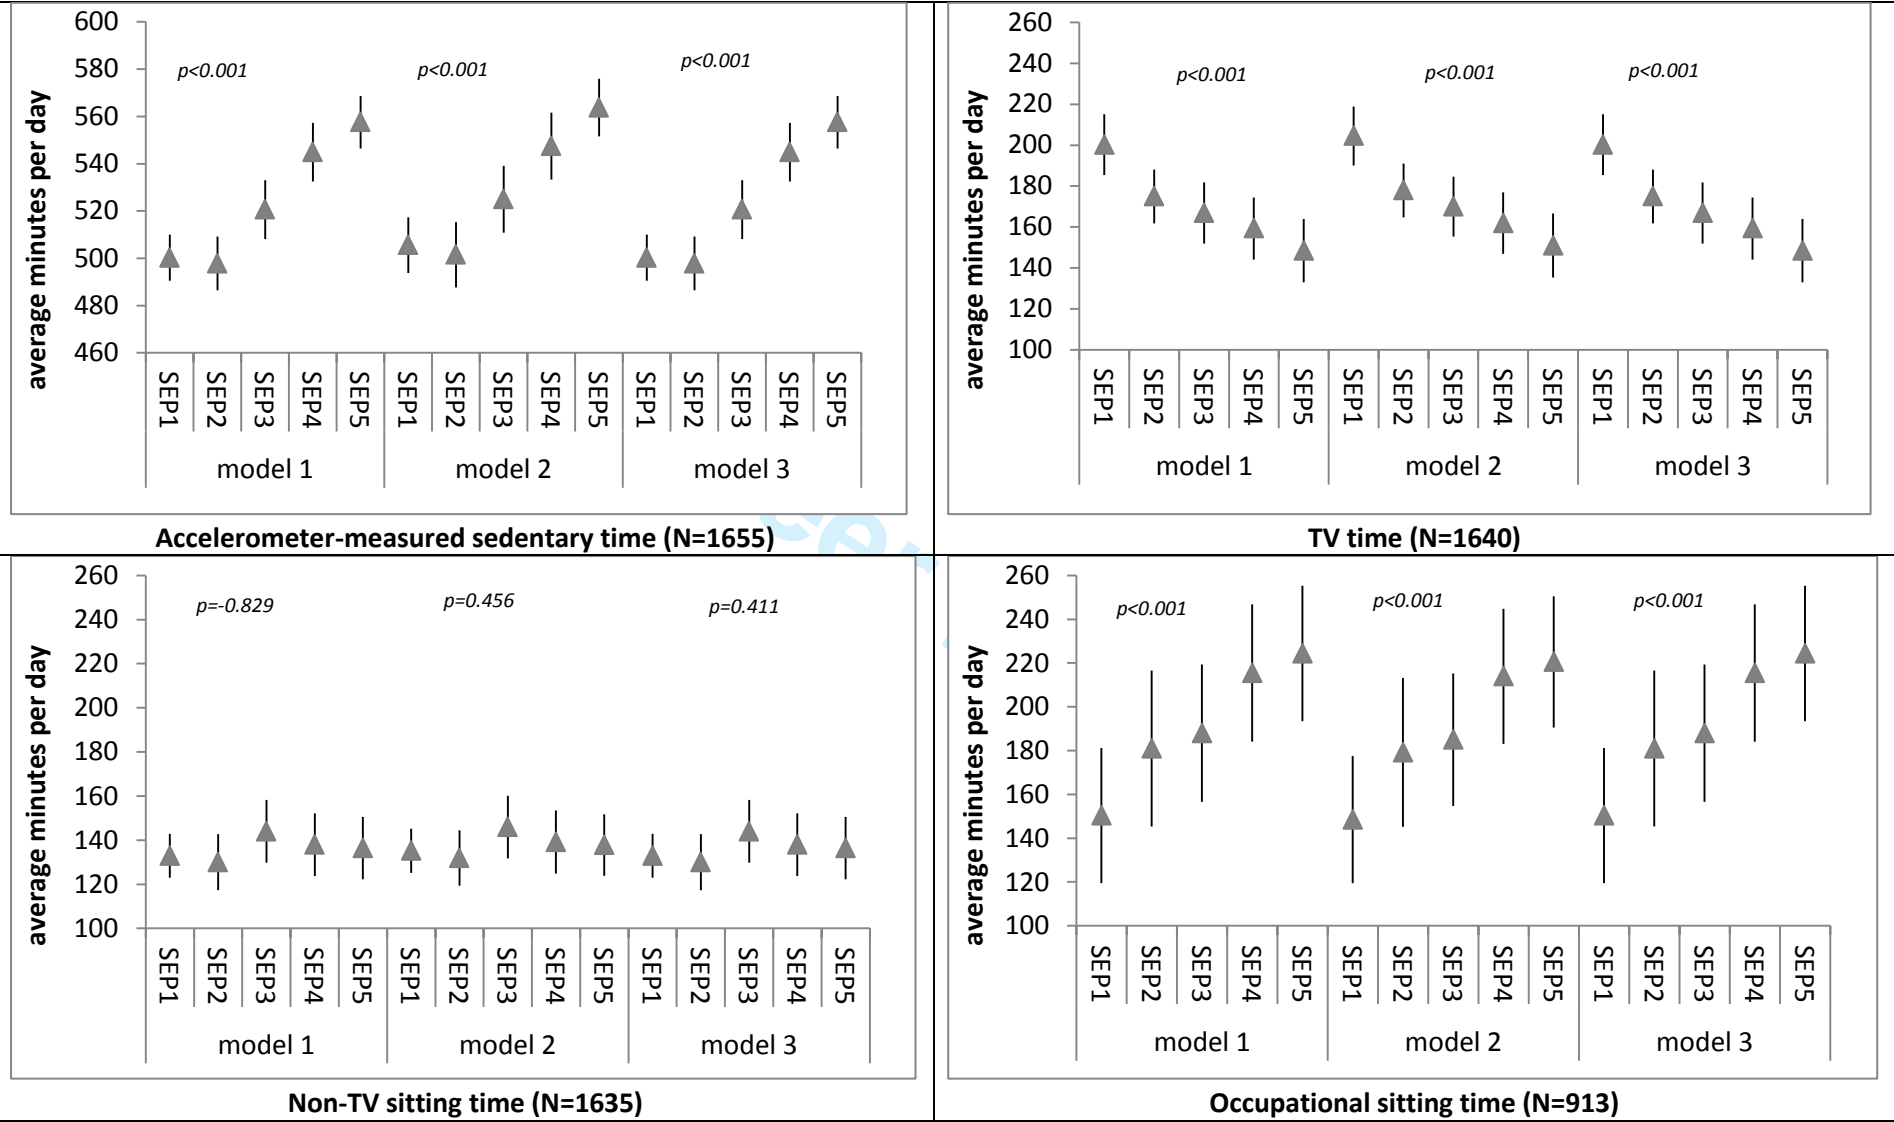 600
580
560
540
520
500
480
460
average minutes per day
p<0.001
p<0.001
p<0.001
SEP1 SEP2 SEP3 SEP4 SEP5 SEP1 SEP2 SEP3 SEP4 SEP5 SEP1 SEP2 SEP3 SEP4 SEP5
model 1 model 2 model 3
Accelerometer-measured sedentary time (N=1655)
260
240
220
200
180
160
140
120
100
average minutes per day
p<0.001
p<0.001
p<0.001
SEP1 SEP2 SEP3 SEP4 SEP5 SEP1 SEP2 SEP3 SEP4 SEP5 SEP1 SEP2 SEP3 SEP4 SEP5
model 1 model 2 model 3
TV time (N=1640)
260
240
220
200
180
160
140
120
100
average minutes per day
p=-0.829
p=0.456
p=0.411
SEP1 SEP2 SEP3 SEP4 SEP5 SEP1 SEP2 SEP3 SEP4 SEP5 SEP1 SEP2 SEP3 SEP4 SEP5
model 1 model 2 model 3
Non-TV sitting time (N=1635)
260
240
220
200
180
160
140
120
100
average minutes per day
p<0.001
p<0.001
p<0.001
SEP1 SEP2 SEP3 SEP4 SEP5 SEP1 SEP2 SEP3 SEP4 SEP5 SEP1 SEP2 SEP3 SEP4 SEP5
model 1 model 2 model 3
Occupational sitting time (N=913)